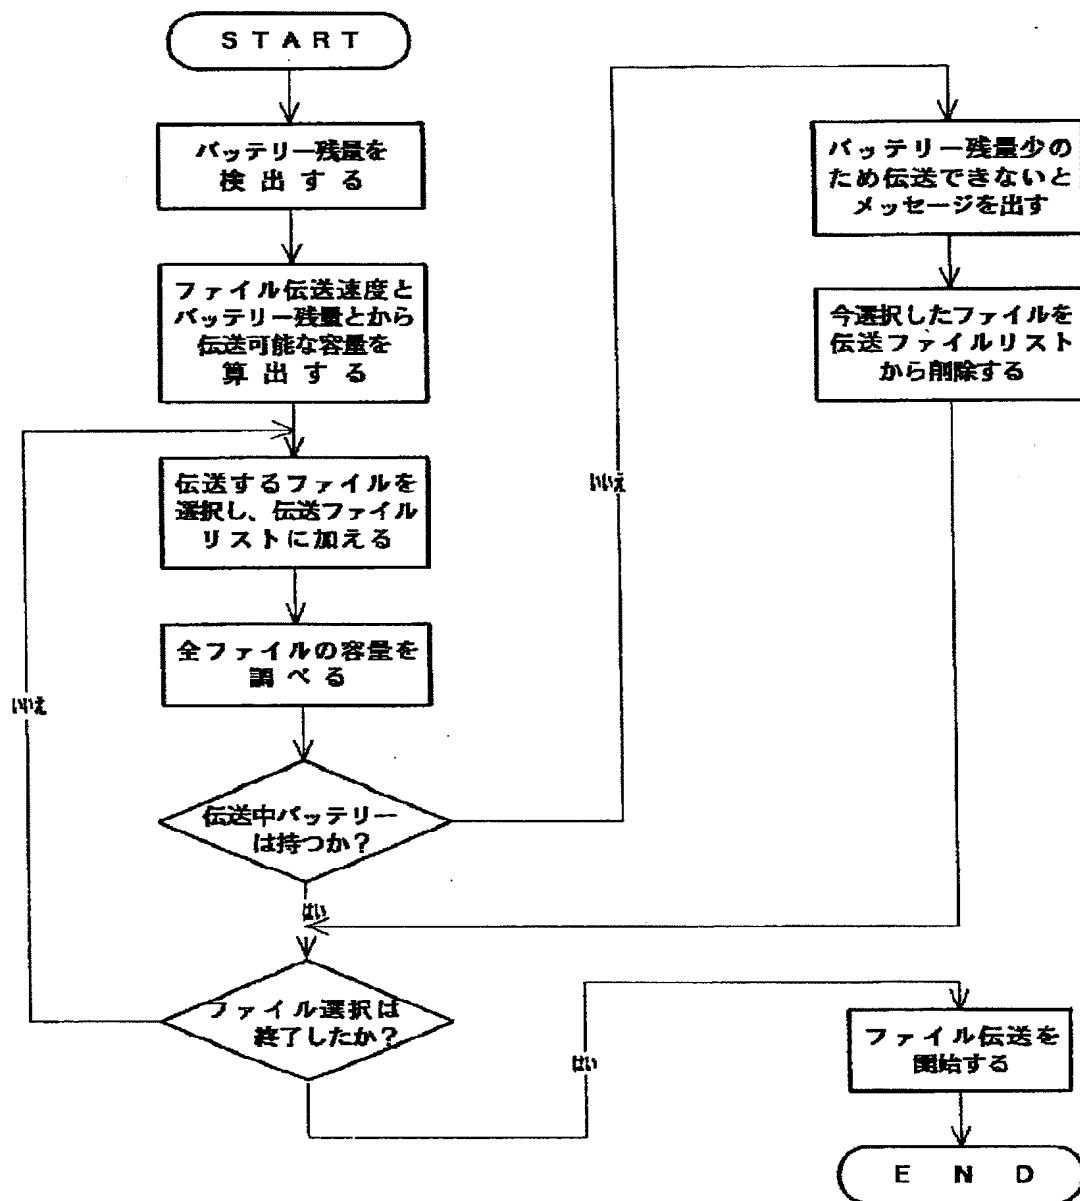 START
バッテリー残量を
検出する
ファイル伝送速度と
バッテリー残量とから
伝送可能な容量を
算出する
伝送するファイルを
選択し、伝送ファイル
リストに加える
全ファイルの容量を
調べる
伝送中バッテリー
は持つか?
はい
いいえ
バッテリー残量少の
ため伝送できないと
メッセージを出す
今選択したファイルを
伝送ファイルリスト
から削除する
ファイル選択は
終了したか?
いいえ
はい
ファイル伝送を
開始する
END